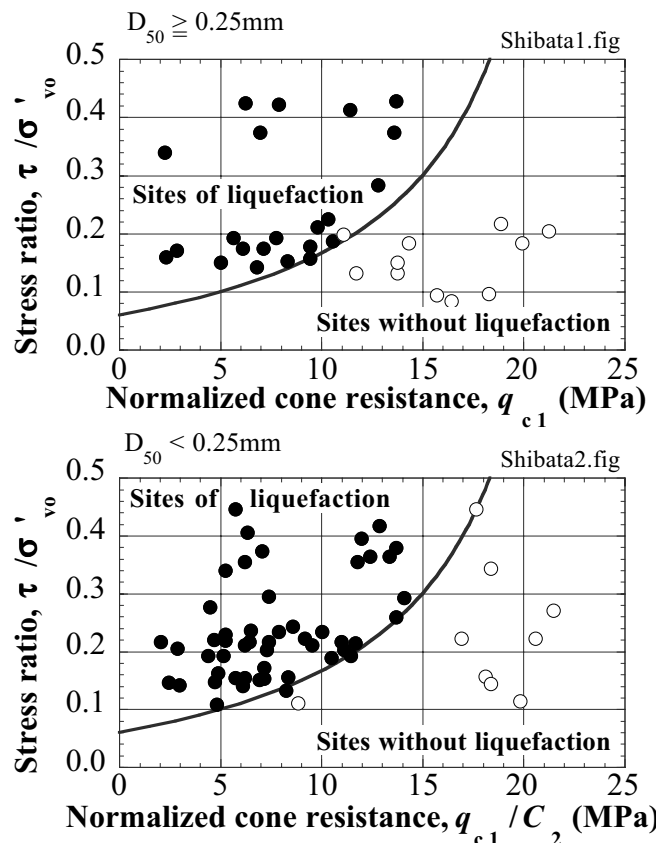 D50 ≧ 0.25mm
Shibata1.fig
0.5
0.4
0.3
0.2
0.1
0.0
Stress ratio, τ/σ'vo
Sites of liquefaction
Sites without liquefaction
0 5 10 15 20 25
Normalized cone resistance, qc1 (MPa)
D50 < 0.25mm
Shibata2.fig
0.5
0.4
0.3
0.2
0.1
0.0
Stress ratio, τ/σ'vo
Sites of liquefaction
Sites without liquefaction
0 5 10 15 20 25
Normalized cone resistance, qc1/C2 (MPa)